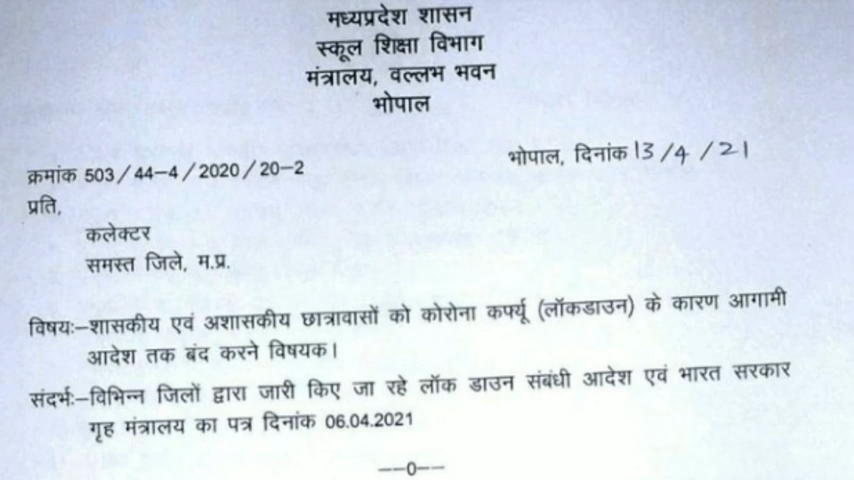 मध्यप्रदेश शासन
स्कूल शिक्षा विभाग
मंत्रालय, वल्लभ भवन
भोपाल
भोपाल, दिनांक 13/4/21
क्रमांक 503/44-4/2020/20-2
प्रति,
कलेक्टर
समस्त जिले, म.प्र.
विषयः-शासकीय एवं अशासकीय छात्रावासों को कोरोना कर्फ्यू (लॉकडाउन) के कारण आगामी
आदेश तक बंद करने विषयक।
संदर्भः-विभिन्न जिलों द्वारा जारी किए जा रहे लॉक डाउन संबंधी आदेश एवं भारत सरकार
गृह मंत्रालय का पत्र दिनांक 06.04.2021
--0--